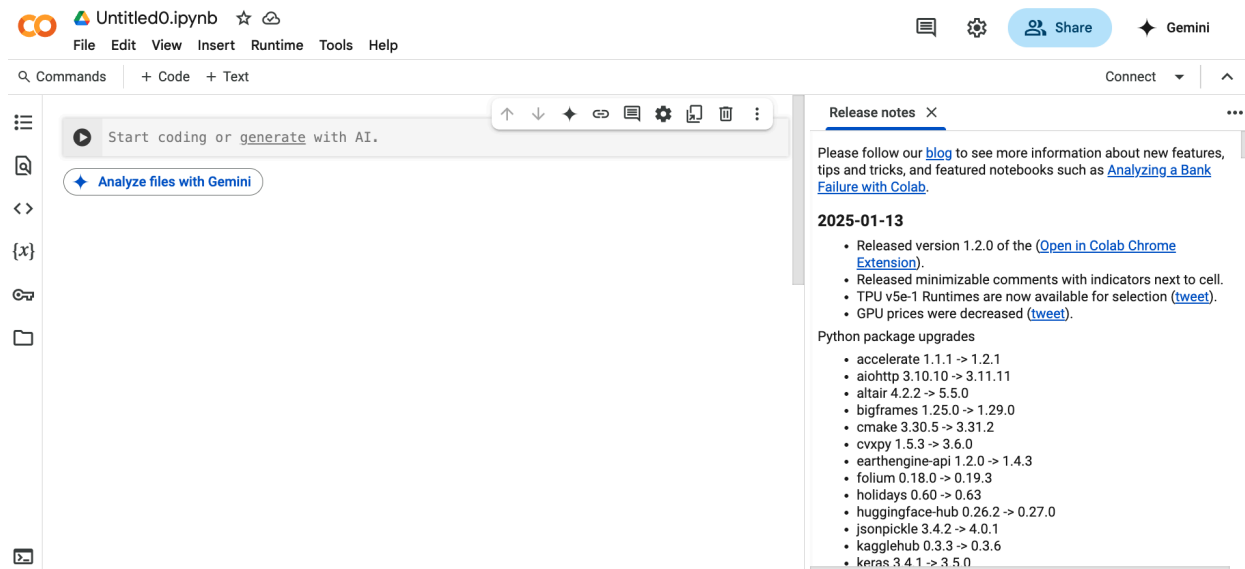 Untitled0.ipynb
File Edit View Insert Runtime Tools Help
Share
Gemini
Commands + Code + Text
Connect
Start coding or generate with AI.
Analyze files with Gemini
{x}
Release notes
Please follow our blog to see more information about new features,
tips and tricks, and featured notebooks such as Analyzing a Bank
Failure with Colab.
2025-01-13
• Released version 1.2.0 of the (Open in Colab Chrome
Extension).
• Released minimizable comments with indicators next to cell.
• TPU v5e-1 Runtimes are now available for selection (tweet).
• GPU prices were decreased (tweet).
Python package upgrades
• accelerate 1.1.1 -> 1.2.1
• aiohttp 3.10.10 -> 3.11.11
• altair 4.2.2 -> 5.5.0
• bigframes 1.25.0 -> 1.29.0
• cmake 3.30.5 -> 3.31.2
• cvxpy 1.5.3 -> 3.6.0
• earthengine-api 1.2.0 -> 1.4.3
• folium 0.18.0 -> 0.19.3
• holidays 0.60 -> 0.63
• huggingface-hub 0.26.2 -> 0.27.0
• jsonpickle 3.4.2 -> 4.0.1
• kagglehub 0.3.3 -> 0.3.6
• keras 3.4.1 -> 3.5.0